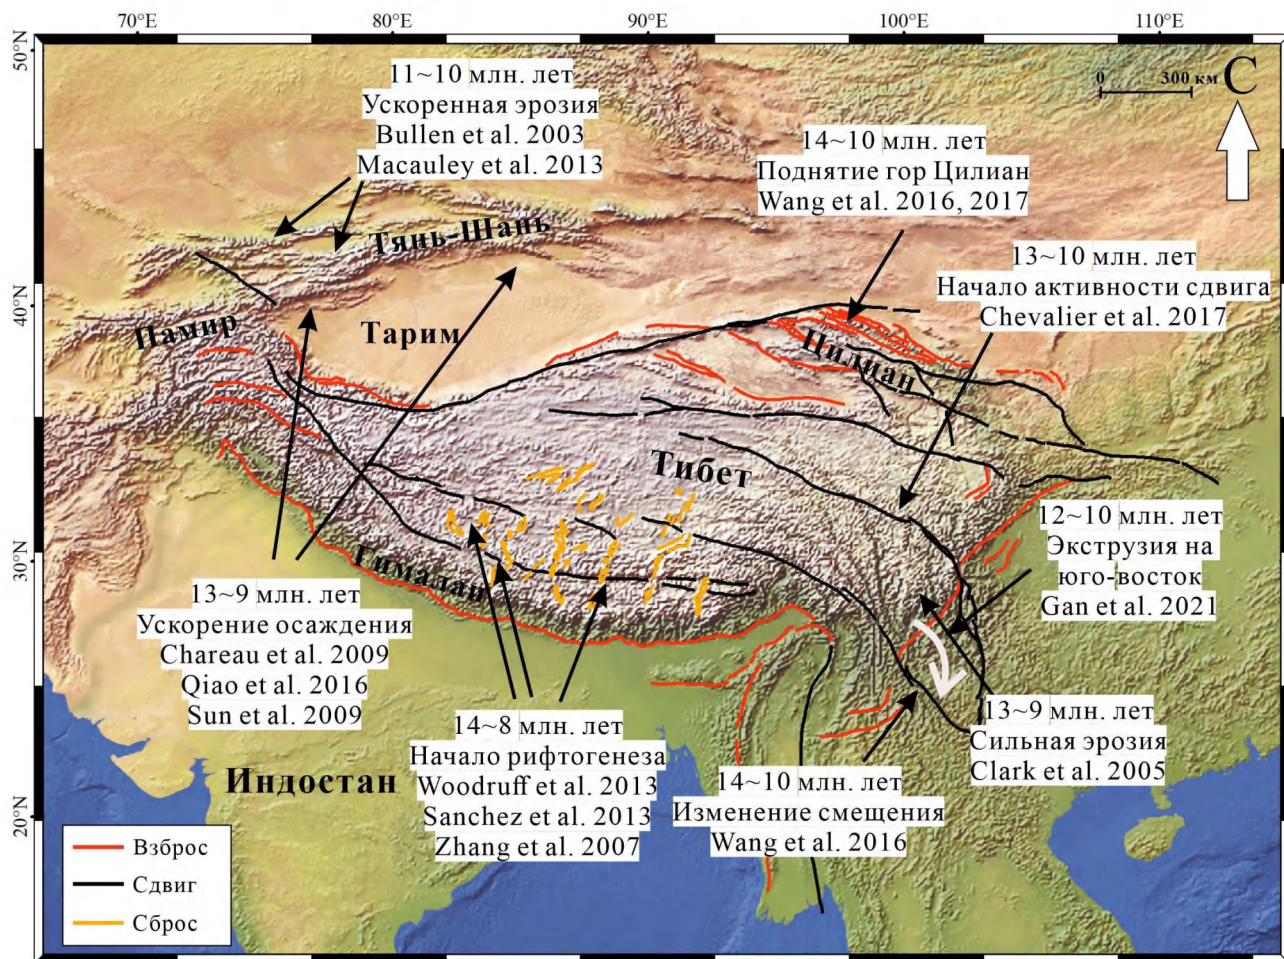 70°E
80°E
90°E
100°E
110°E
50°N
40°N
30°N
20°N
0 300 км
С
11~10 млн. лет
Ускоренная эрозия
Bullen et al. 2003
Macauley et al. 2013
14~10 млн. лет
Поднятие гор Цилиан
Wang et al. 2016, 2017
13~10 млн. лет
Начало активности сдвига
Chevalier et al. 2017
Тянь-Шань
Памир
Тарим
Цилиан
Тибет
Гималаи
12~10 млн. лет
Экструзия на
юго-восток
Gan et al. 2021
13~9 млн. лет
Ускорение осаждения
Chareau et al. 2009
Qiao et al. 2016
Sun et al. 2009
14~8 млн. лет
Начало рифтогенеза
Woodruff et al. 2013
Sanchez et al. 2013
Zhang et al. 2007
13~9 млн. лет
Сильная эрозия
Clark et al. 2005
14~10 млн. лет
Изменение смещения
Wang et al. 2016
Индостан
Взброс
Сдвиг
Сброс